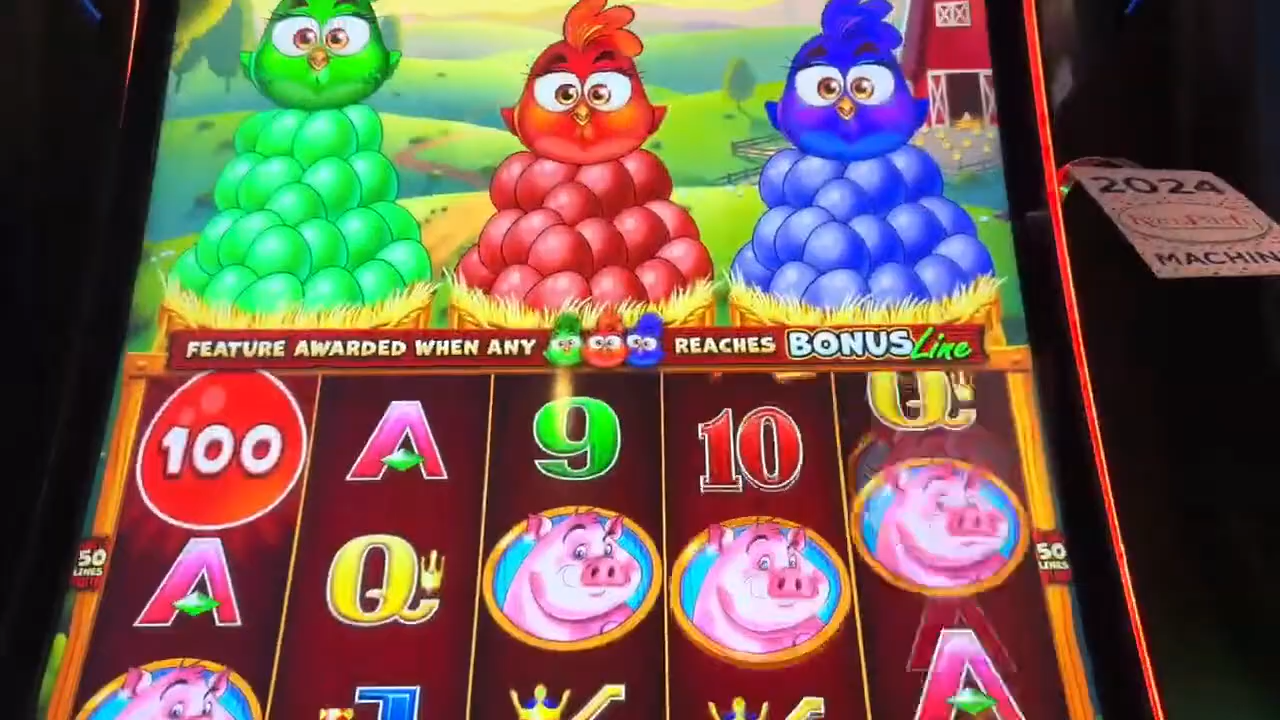 2024
MACHIN
FEATURE AWARDED WHEN ANY REACHES BONUS Line
100 A 9 10 Q
50
LINES
A Q
50
LINES
A
J